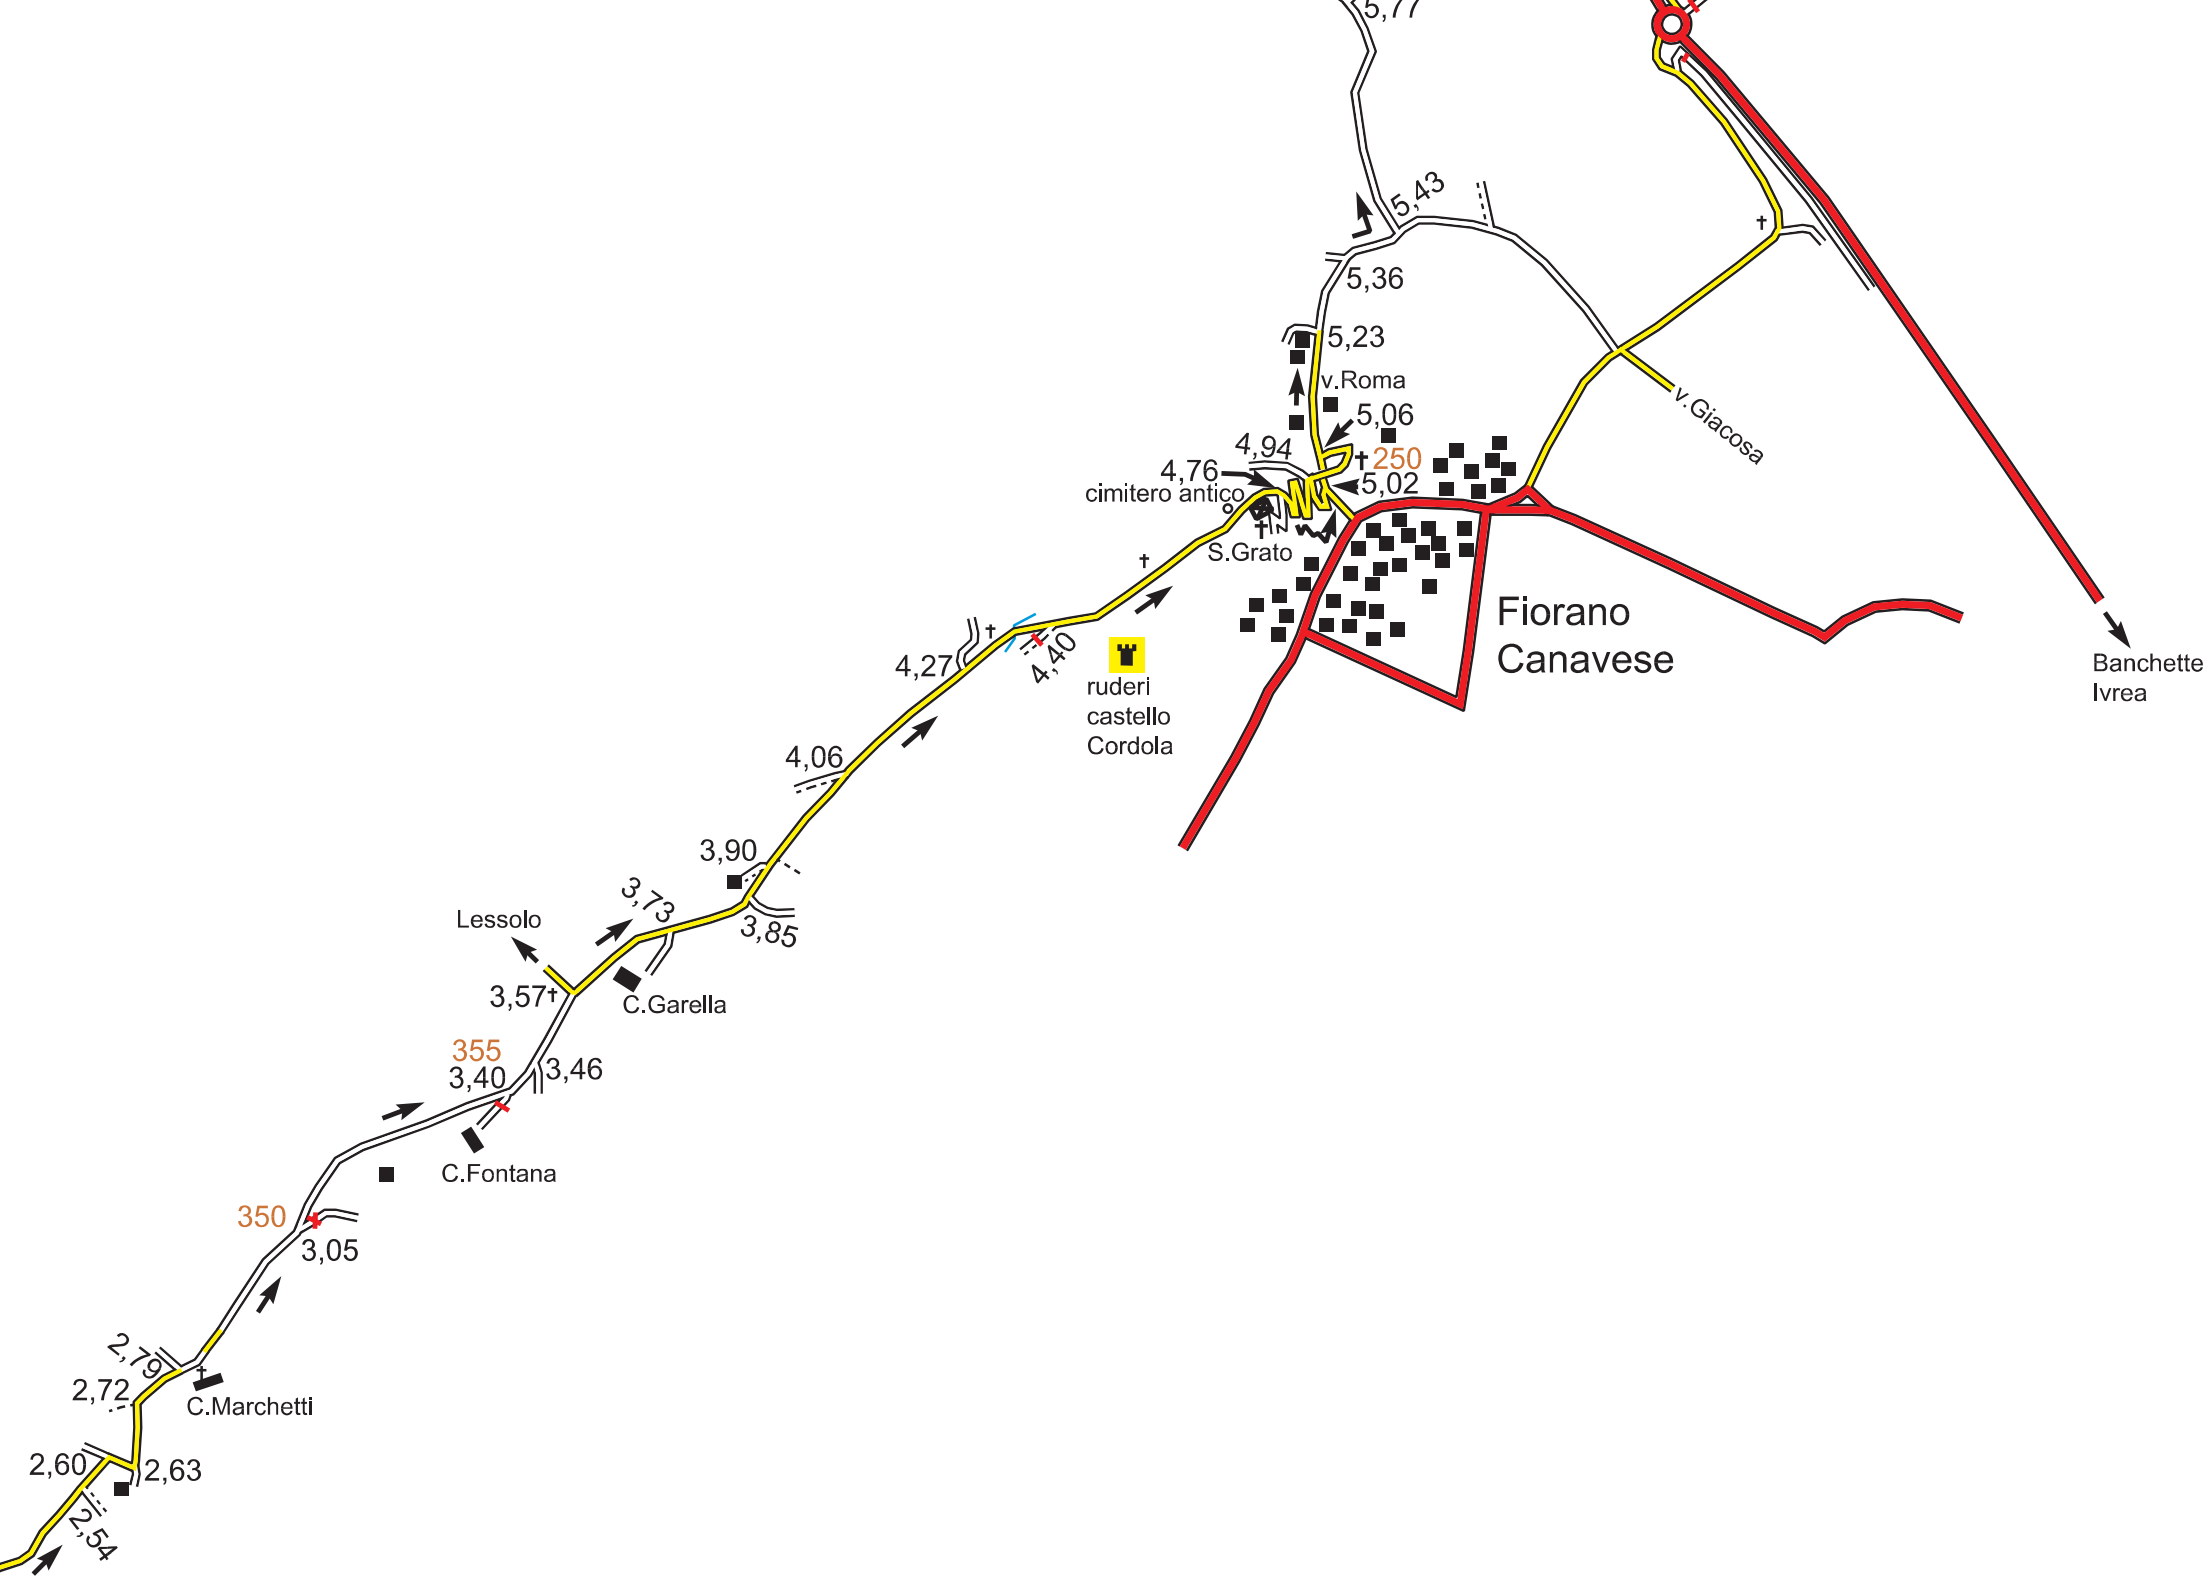 5,77
5,43
5,36
5,23
v.Roma
5,06
v.Giacosa
4,94
250
4,76
5,02
cimitero antico
S.Grato
Fiorano
Canavese
4,27
4,40
Banchette
Ivrea
ruderi
castello
Cordola
4,06
3,90
3,73
Lessolo
3,85
3,57
C.Garella
355
3,40
3,46
C.Fontana
350
3,05
2,79
2,72
C.Marchetti
2,60
2,63
2,54